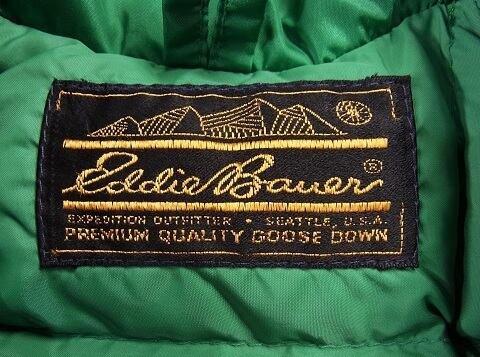 Eddie Bauer ®
EXPEDITION OUTFITTER • SEATTLE, U.S.A.
PREMIUM QUALITY GOOSE DOWN